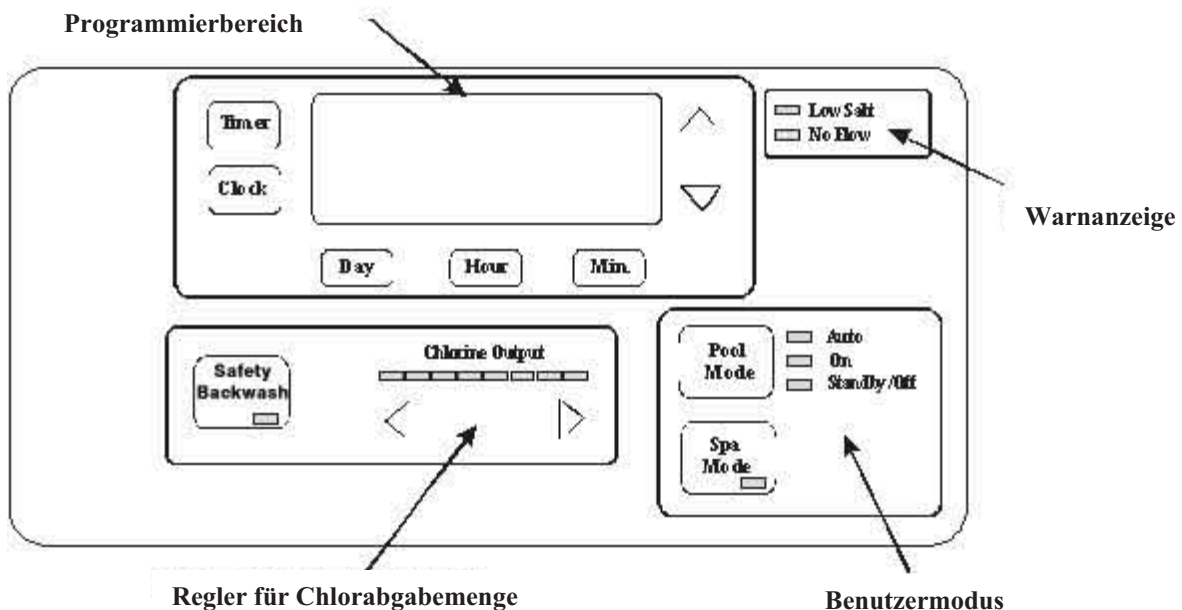 Programmierbereich
Timer
Clock
Low Salt
No Flow
Warnanzeige
Day Hour Min.
Safety
Backwash
Chlorine Output
Pool
Mode
Auto
On
StandBy/Off
Spa
Mode
Regler für Chlorabgabemenge
Benutzermodus